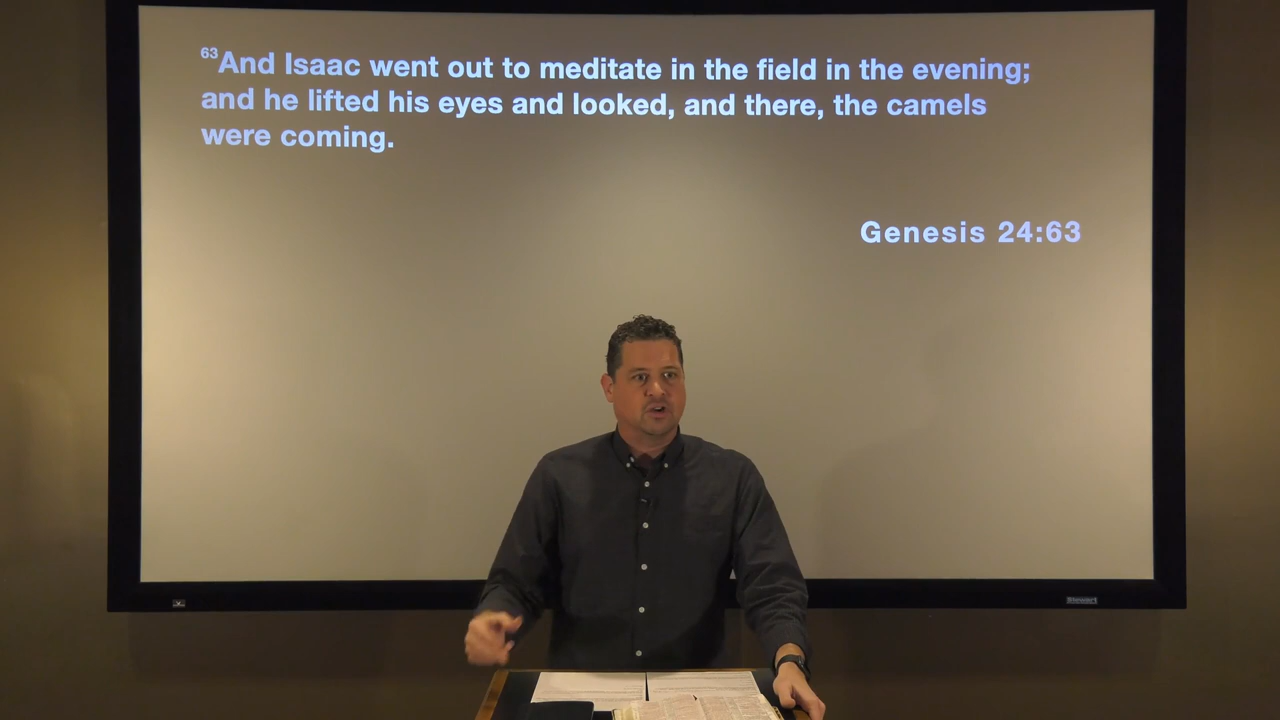 63And Isaac went out to meditate in the field in the evening;
and he lifted his eyes and looked, and there, the camels
were coming.
Genesis 24:63
Stewart